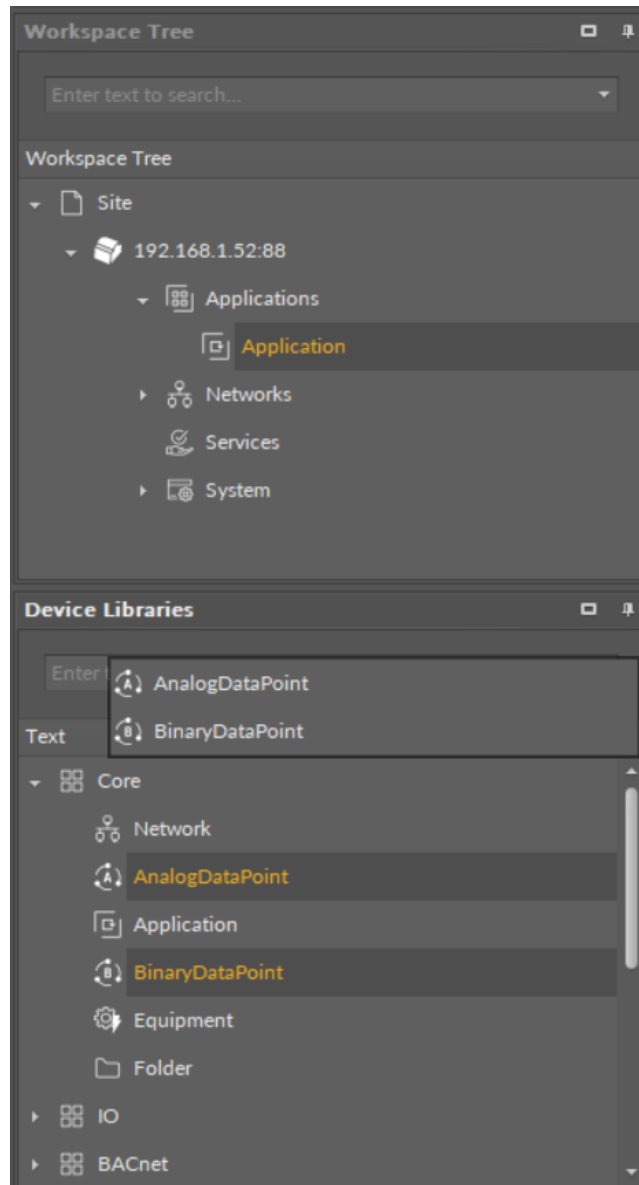 Workspace Tree
Enter text to search...
Workspace Tree
Site
192.168.1.52:88
Applications
Application
Networks
Services
System
Device Libraries
Enter
AnalogDataPoint
BinaryDataPoint
Text
Core
Network
AnalogDataPoint
Application
BinaryDataPoint
Equipment
Folder
IO
BACnet